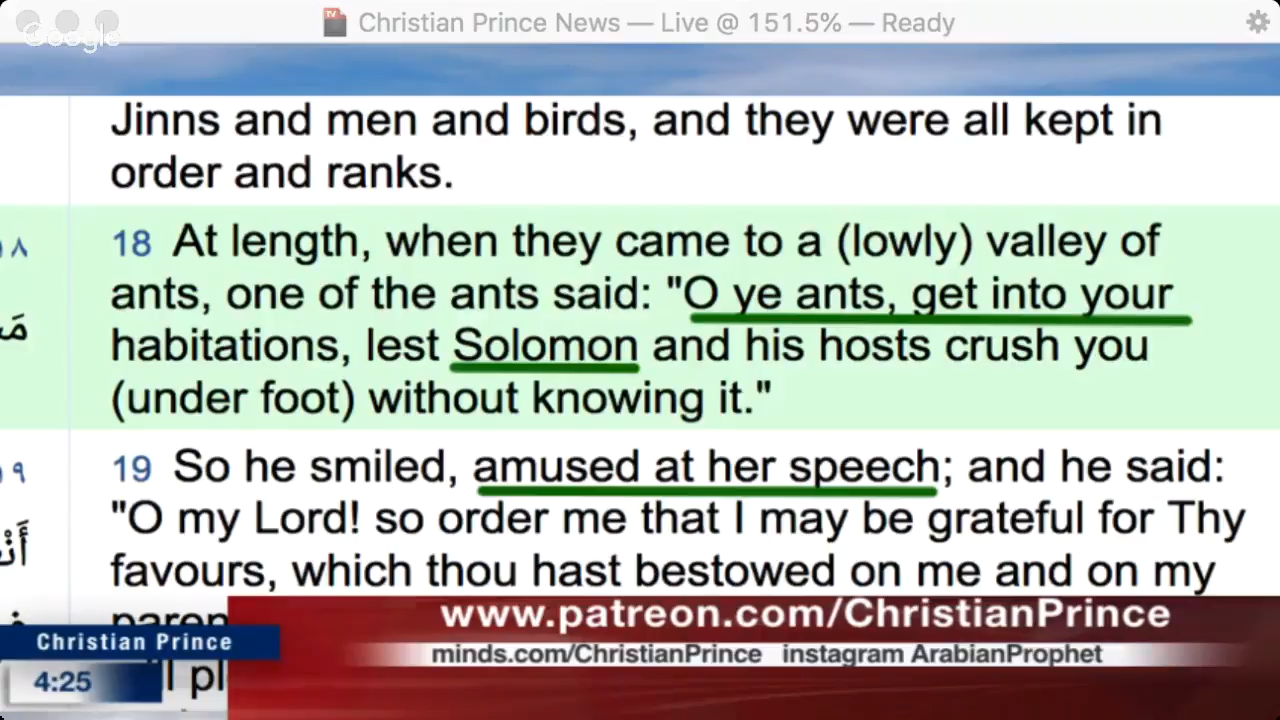 Christian Prince News — Live @ 151.5% — Ready
Google
Jinns and men and birds, and they were all kept in
order and ranks.
18 At length, when they came to a (lowly) valley of
ants, one of the ants said: "O ye ants, get into your
habitations, lest Solomon and his hosts crush you
(under foot) without knowing it."
19 So he smiled, amused at her speech; and he said:
"O my Lord! so order me that I may be grateful for Thy
favours, which thou hast bestowed on me and on my
www.patreon.com/ChristianPrince
Christian Prince
minds.com/ChristianPrince instagram ArabianProphet
4:25